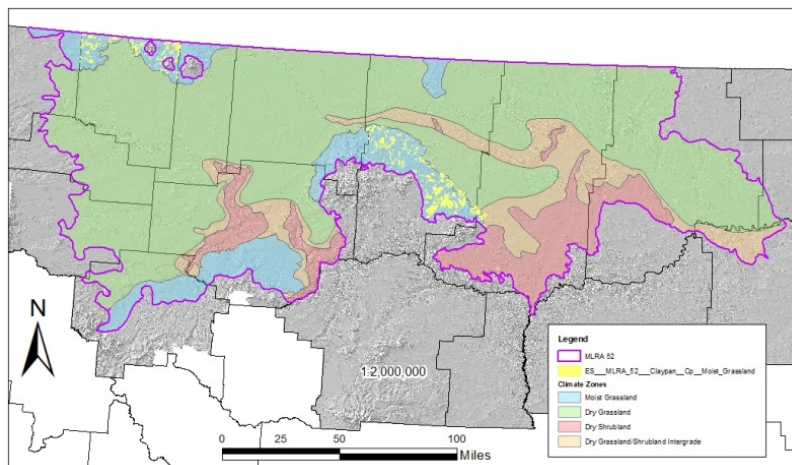 N
1:2,000,000
0 25 50 100
Miles
Legend
MLRA 52
ES__MLRA_52___Claypan__Cp__Moist_Grassland
Climate Zones
Moist Grassland
Dry Grassland
Dry Shrubland
Dry Grassland/Shrubland Intergrade